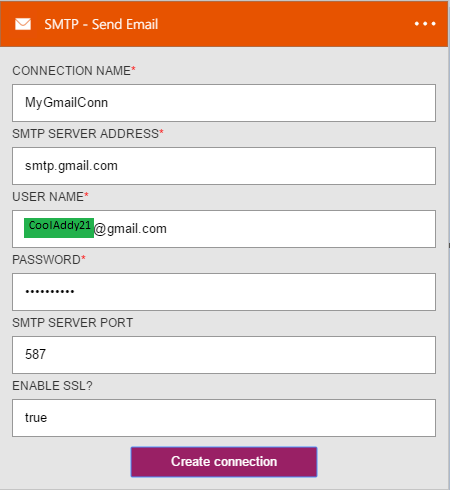 SMTP - Send Email
CONNECTION NAME*
MyGmailConn
SMTP SERVER ADDRESS*
smtp.gmail.com
USER NAME*
CoolAddy21@gmail.com
PASSWORD*
••••••••••
SMTP SERVER PORT
587
ENABLE SSL?
true
Create connection